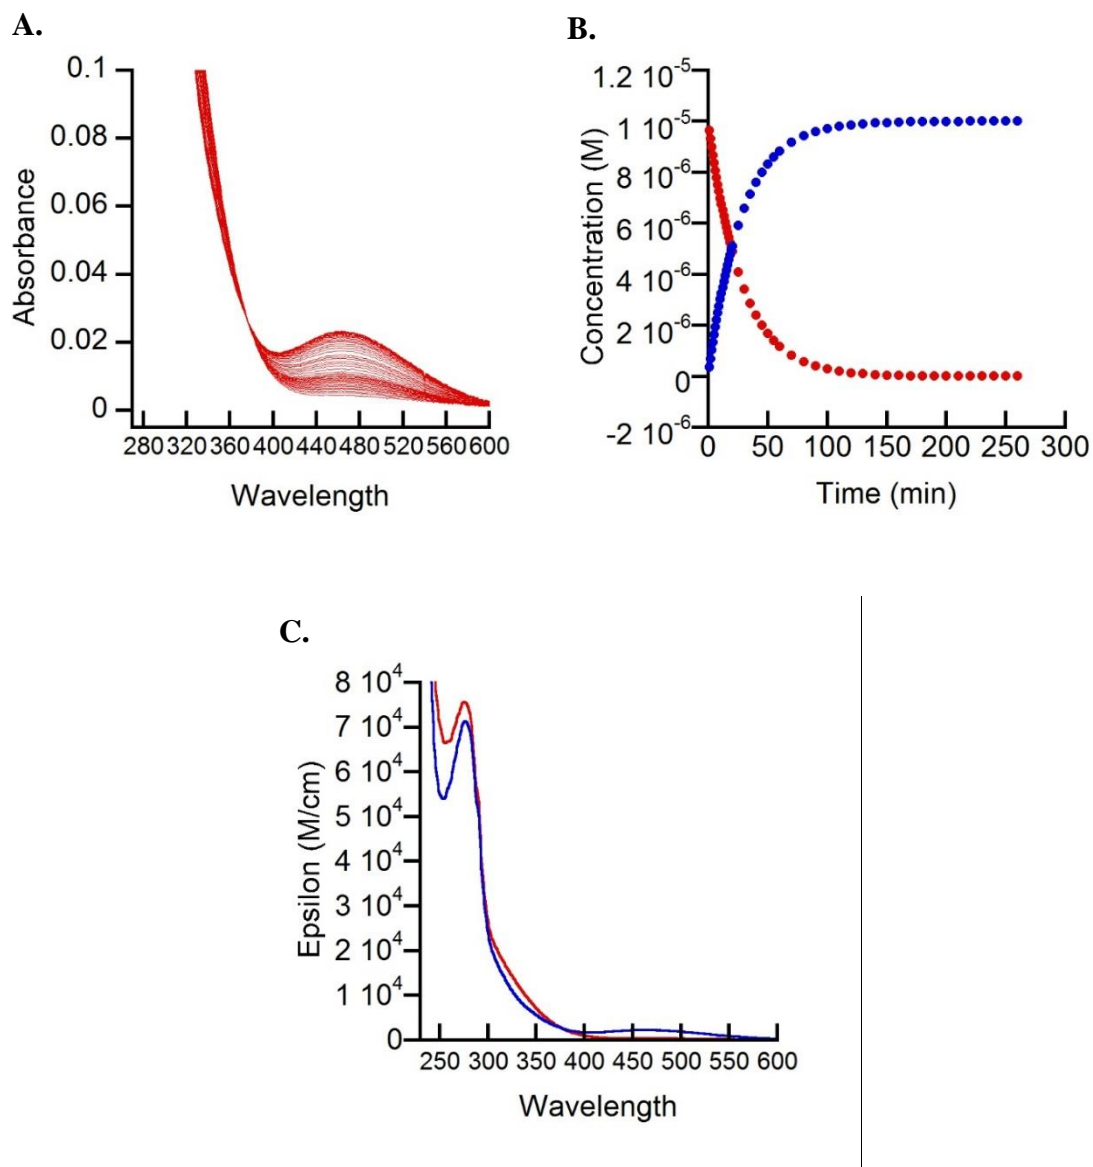 A.
0.1
0.08
0.06
0.04
0.02
0
Absorbance
280 320 360 400 440 480 520 560 600
Wavelength
B.
1.2 10-5
1 10-5
8 10-6
6 10-6
4 10-6
2 10-6
0
-2 10-6
Concentration (M)
0 50 100 150 200 250 300
Time (min)
C.
8 104
7 104
6 104
5 104
4 104
3 104
2 104
1 104
0
Epsilon (M/cm)
250 300 350 400 450 500 550 600
Wavelength